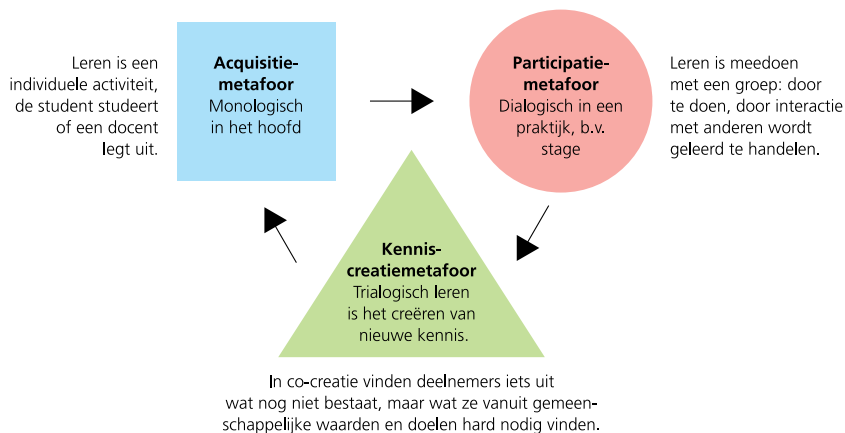 Leren is een
individuele activiteit,
de student studeert
of een docent
legt uit.
Acquisitie-
metafoor
Monologisch
in het hoofd
Participatie-
metafoor
Dialogisch in een
praktijk, b.v.
stage
Leren is meedoen
met een groep: door
te doen, door interactie
met anderen wordt
geleerd te handelen.
Kennis-
creatiemetafoor
Trialogisch leren
is het creëren van
nieuwe kennis.
In co-creatie vinden deelnemers iets uit
wat nog niet bestaat, maar wat ze vanuit gemeen-
schappelijke waarden en doelen hard nodig vinden.